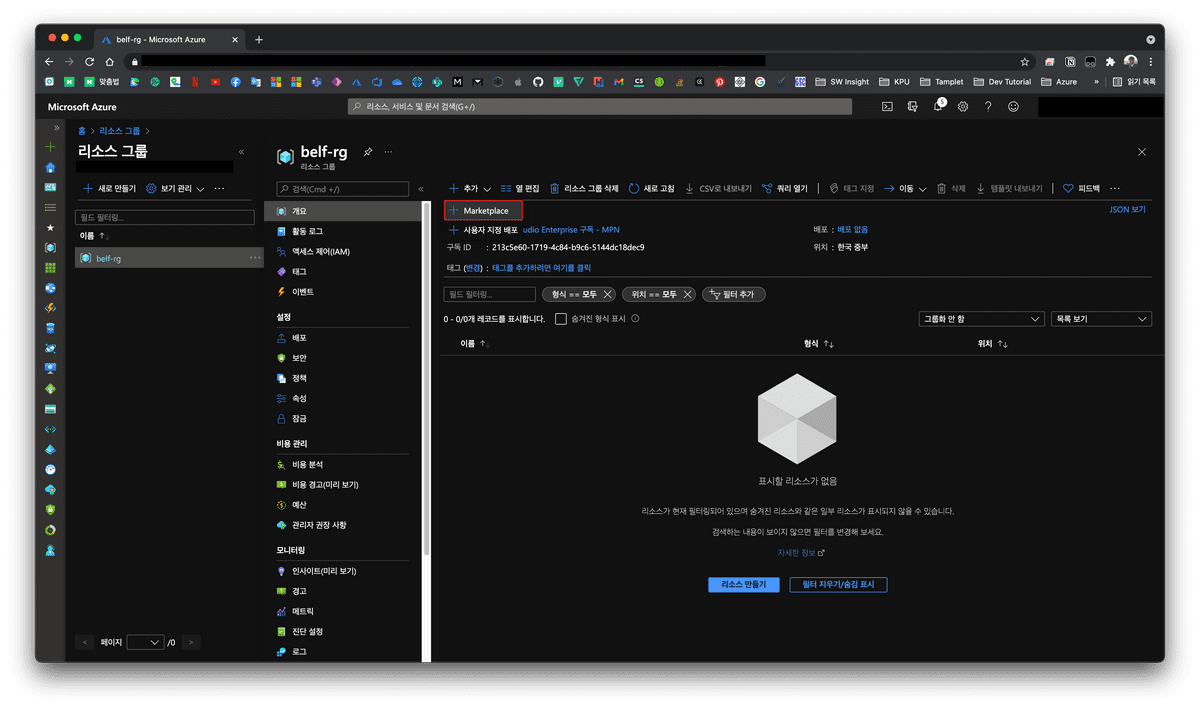 belf-rg - Microsoft Azure
맞춤법
SW Insight
KPU
Tamplet
Dev Tutorial
Azure
»
읽기 목록
Microsoft Azure
리소스, 서비스 및 문서 검색(G+/)
5
홈 > 리소스 그룹 >
리소스 그룹
새로 만들기
보기 관리
필드 필터링...
이름
belf-rg
페이지
/0
belf-rg
리소스 그룹
검색(Cmd +/)
개요
활동 로그
액세스 제어(IAM)
태그
이벤트
설정
배포
보안
정책
속성
잠금
비용 관리
비용 분석
비용 경고(미리 보기)
예산
관리자 권장 사항
모니터링
인사이트(미리 보기)
경고
메트릭
진단 설정
로그
추가
열 편집
리소스 그룹 삭제
새로 고침
CSV로 내보내기
쿼리 열기
태그 지정
이동
삭제
템플릿 내보내기
피드백
Marketplace
JSON 보기
사용자 지정 배포
udio Enterprise 구독 - MPN
배포 : 배포 없음
구독 ID : 213c5e60-1719-4c84-b9c6-5144dc18dec9
위치 : 한국 중부
태그 (변경) : 태그를 추가하려면 여기를 클릭
필드 필터링...
형식 == 모두
위치 == 모두
필터 추가
0 - 0/0개 레코드를 표시합니다.
숨겨진 형식 표시
그룹화 안 함
목록 보기
이름
형식
위치
표시할 리소스가 없음
리소스가 현재 필터링되어 있으며 숨겨진 리소스와 같은 일부 리소스가 표시되지 않을 수 있습니다.
검색하는 내용이 보이지 않으면 필터를 변경해 보세요.
자세한 정보
리소스 만들기
필터 지우기/숨김 표시